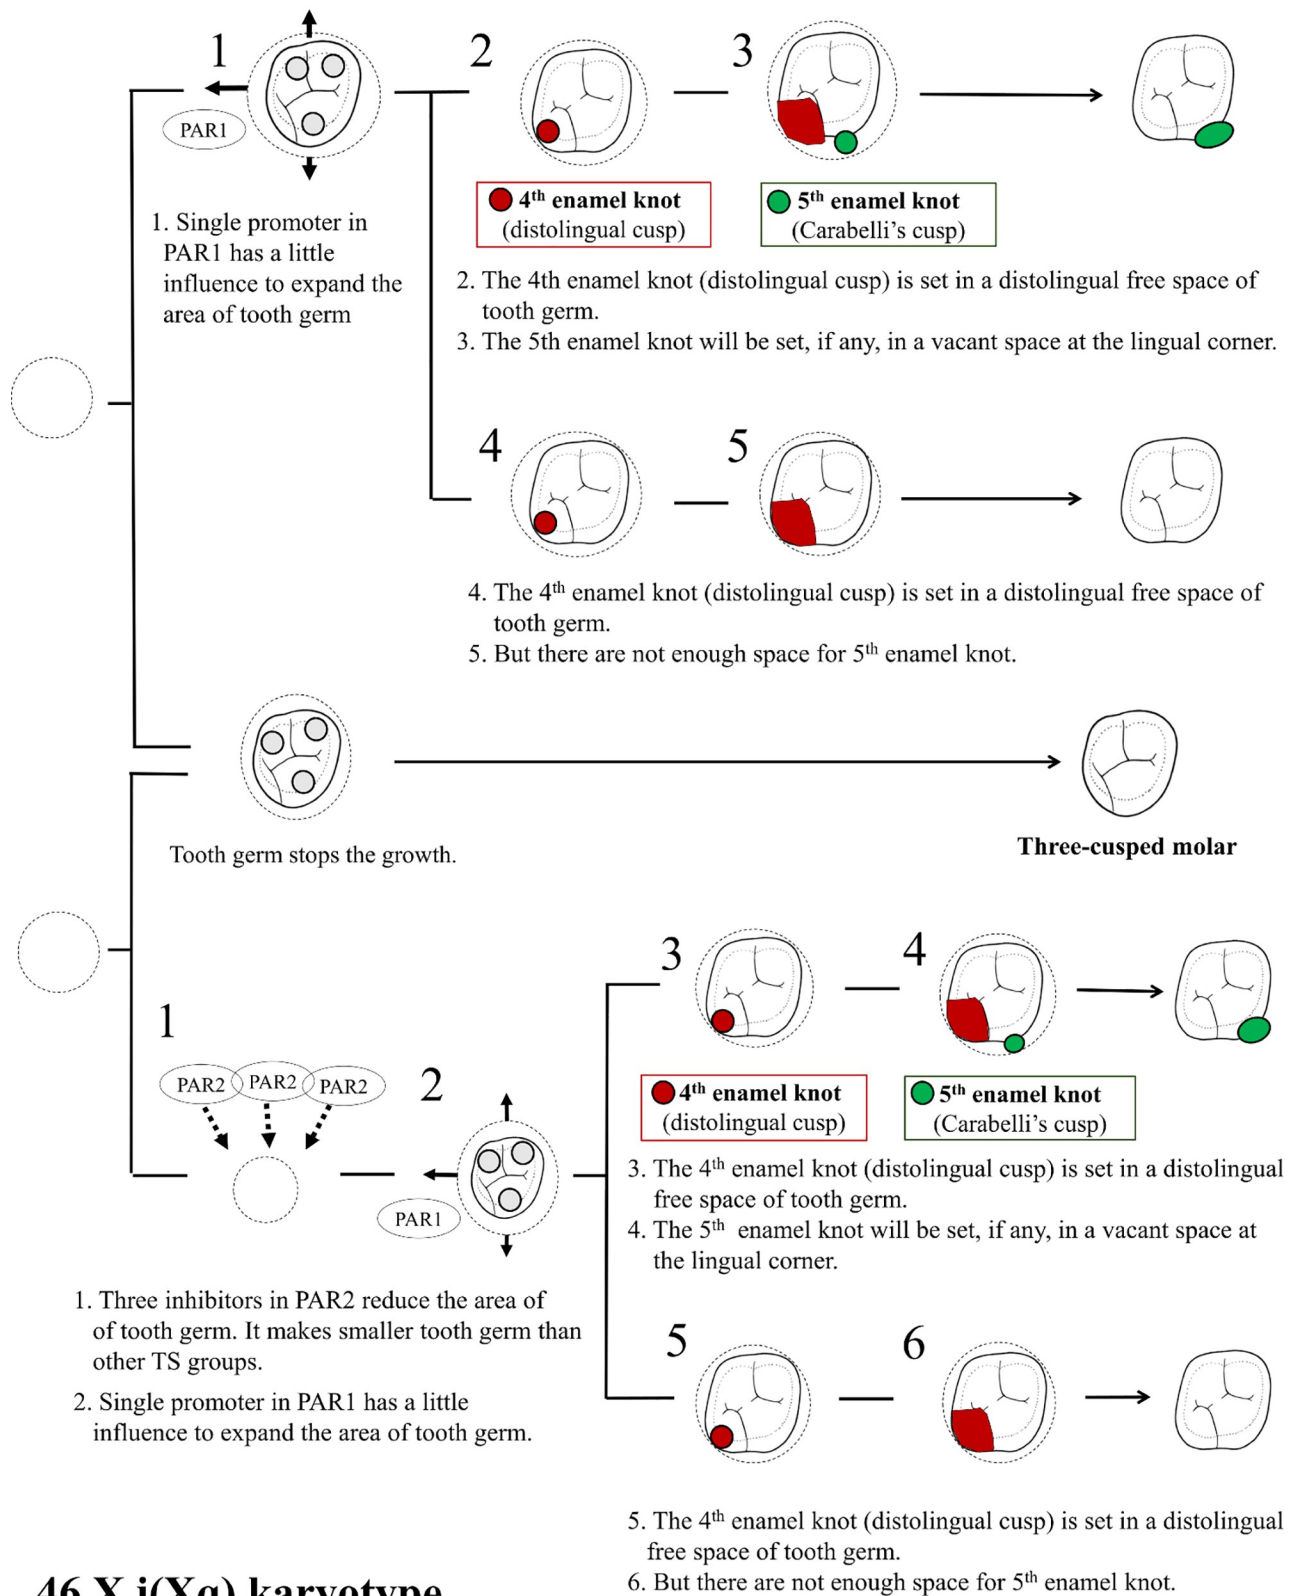 1
2
3
PAR1
4th enamel knot
(distolingual cusp)
5th enamel knot
(Carabelli's cusp)
1. Single promoter in
PAR1 has a little
influence to expand the
area of tooth germ
2. The 4th enamel knot (distolingual cusp) is set in a distolingual free space of
tooth germ.
3. The 5th enamel knot will be set, if any, in a vacant space at the lingual corner.
4
5
4. The 4th enamel knot (distolingual cusp) is set in a distolingual free space of
tooth germ.
5. But there are not enough space for 5th enamel knot.
Tooth germ stops the growth.
Three-cusped molar
1
PAR2
PAR2
PAR2
2
PAR1
3
4
4th enamel knot
(distolingual cusp)
5th enamel knot
(Carabelli's cusp)
3. The 4th enamel knot (distolingual cusp) is set in a distolingual
free space of tooth germ.
4. The 5th enamel knot will be set, if any, in a vacant space at
the lingual corner.
1. Three inhibitors in PAR2 reduce the area of
of tooth germ. It makes smaller tooth germ than
other TS groups.
2. Single promoter in PAR1 has a little
influence to expand the area of tooth germ.
5
6
5. The 4th enamel knot (distolingual cusp) is set in a distolingual
free space of tooth germ.
6. But there are not enough space for 5th enamel knot.
46,X,i(Xq) karyotype